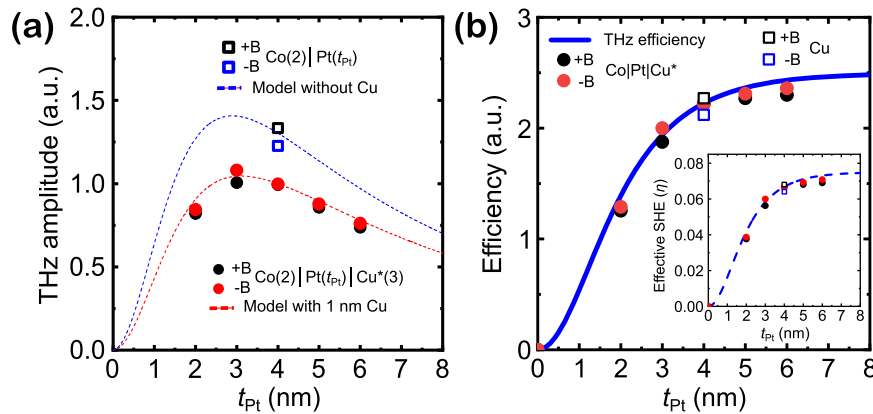 (a)
THz amplitude (a.u.)
2.0
1.5
1.0
0.5
0.0
+B
-B
Co(2)|Pt(tPt)
Model without Cu
+B
-B
Co(2)|Pt(tPt)|Cu*(3)
Model with 1 nm Cu
0 1 2 3 4 5 6 7 8
tPt (nm)
(b)
Efficiency (a.u.)
3
2
1
0
THz efficiency
+B
-B
Co|Pt|Cu*
+B
-B
Cu
Effective SHE (η)
0.08
0.06
0.04
0.02
0.00
0 1 2 3 4 5 6 7 8
tPt (nm)
0 1 2 3 4 5 6 7 8
tPt (nm)